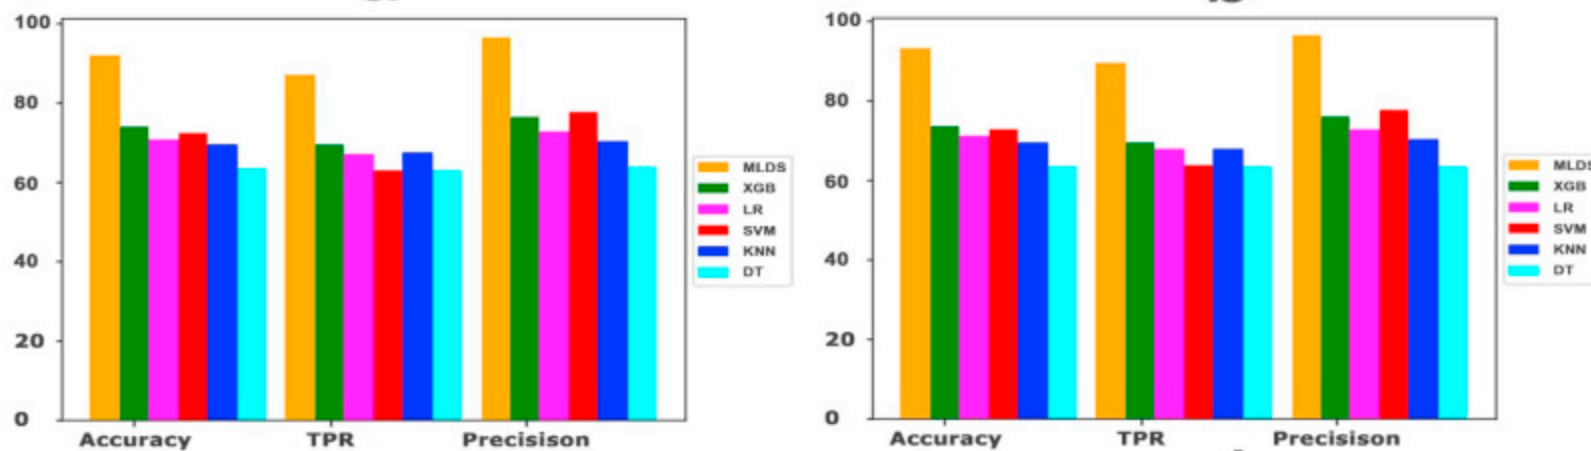 100
80
60
40
20
0
Accuracy TPR Precisison
MLDS
XGB
LR
SVM
KNN
DT
100
80
60
40
20
0
Accuracy TPR Precisison
MLDS
XGB
LR
SVM
KNN
DT